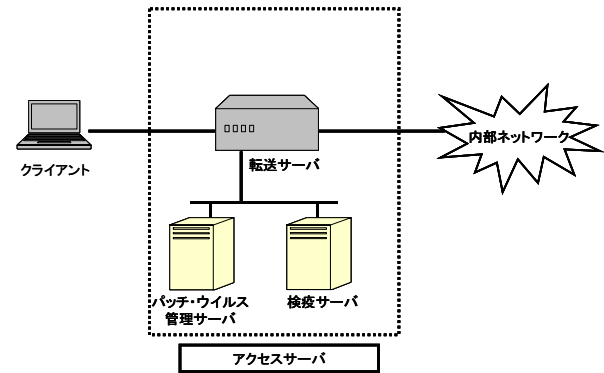 クライアント
転送サーバ
内部ネットワーク
パッチ・ウイルス
管理サーバ
検疫サーバ
アクセスサーバ